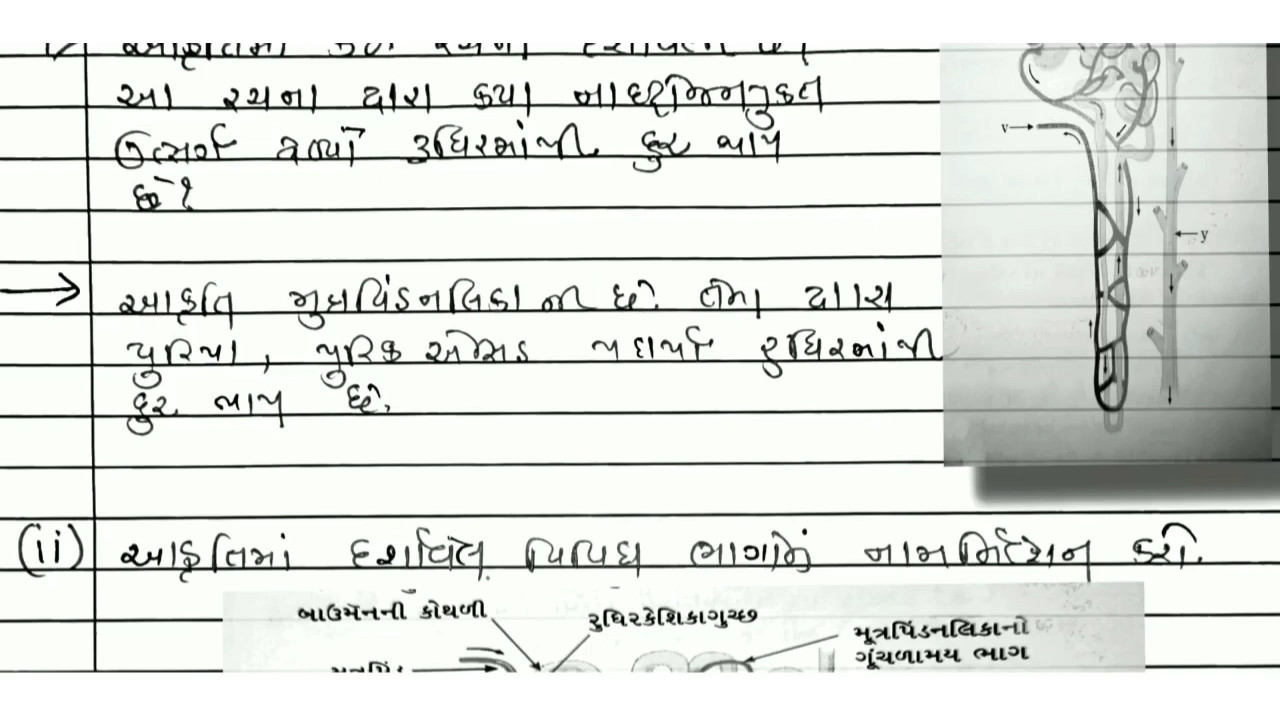 આ રચના દ્વારા કયા નાઇટ્રોજનયુક્ત
ઉત્સર્ગ દ્રવ્યો રુધિરમાંથી દુર થાય
છે?
v
y
→ આકૃતિ મુત્રપિંડનલિકા ની છે. તેના દ્વારા
યુરિયા, યુરિક એસિડ પદાર્થ રુધિરમાંથી
દુર થાય છે.
(ii) આકૃતિમાં દર્શાવેલ વિવિધ ભાગોનું નામનિર્દેશન કરો.
બાઉમૅનની કોથળી
રુધિરકેશિકાગુચ્છ
મૂત્રપિંડનલિકાનો
ગૂંચળામય ભાગ